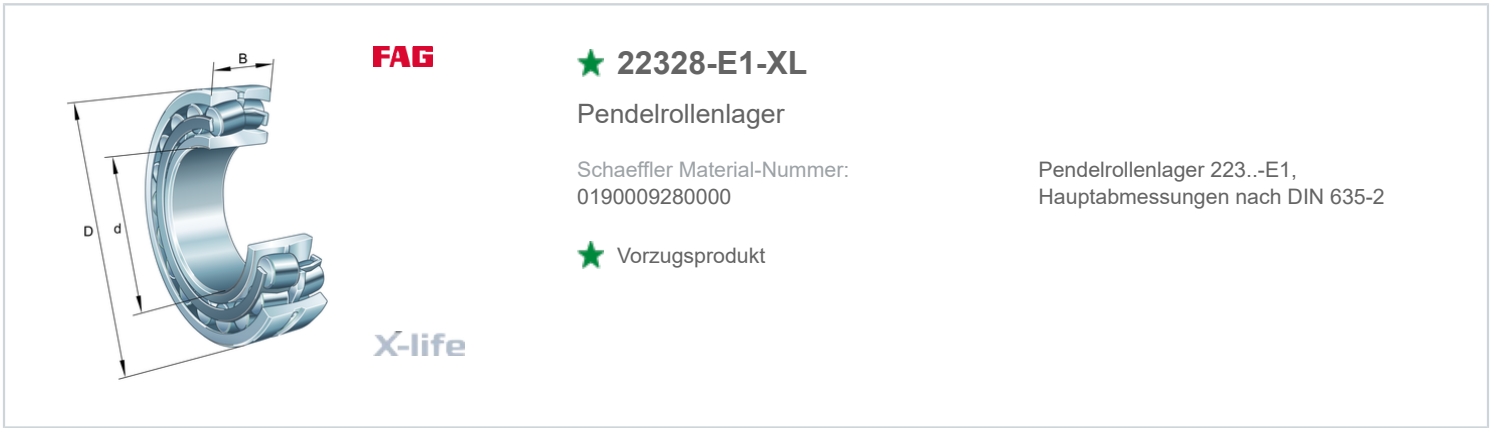 FAG
B
D
d
X-life
22328-E1-XL
Pendelrollenlager
Schaeffler Material-Nummer:
0190009280000
Vorzugsprodukt
Pendelrollenlager 223..-E1,
Hauptabmessungen nach DIN 635-2